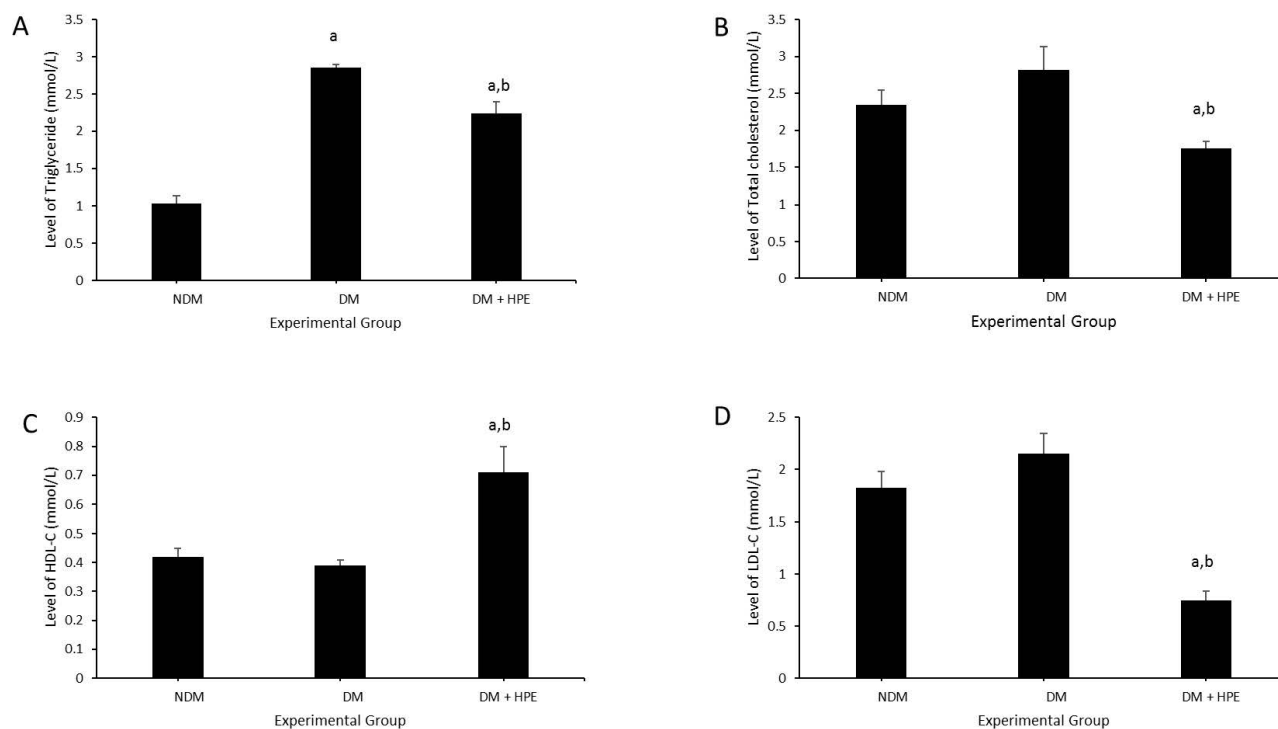 A
Level of Triglyceride (mmol/L)
3.5
3
2.5
2
1.5
1
0.5
0
a
a,b
NDM
DM
DM + HPE
Experimental Group
B
Level of Total cholesterol (mmol/L)
3.5
3
2.5
2
1.5
1
0.5
0
a,b
NDM
DM
DM + HPE
Experimental Group
C
Level of HDL-C (mmol/L)
0.9
0.8
0.7
0.6
0.5
0.4
0.3
0.2
0.1
0
a,b
NDM
DM
DM + HPE
Experimental Group
D
Level of LDL-C (mmol/L)
2.5
2
1.5
1
0.5
0
a,b
NDM
DM
DM + HPE
Experimental Group